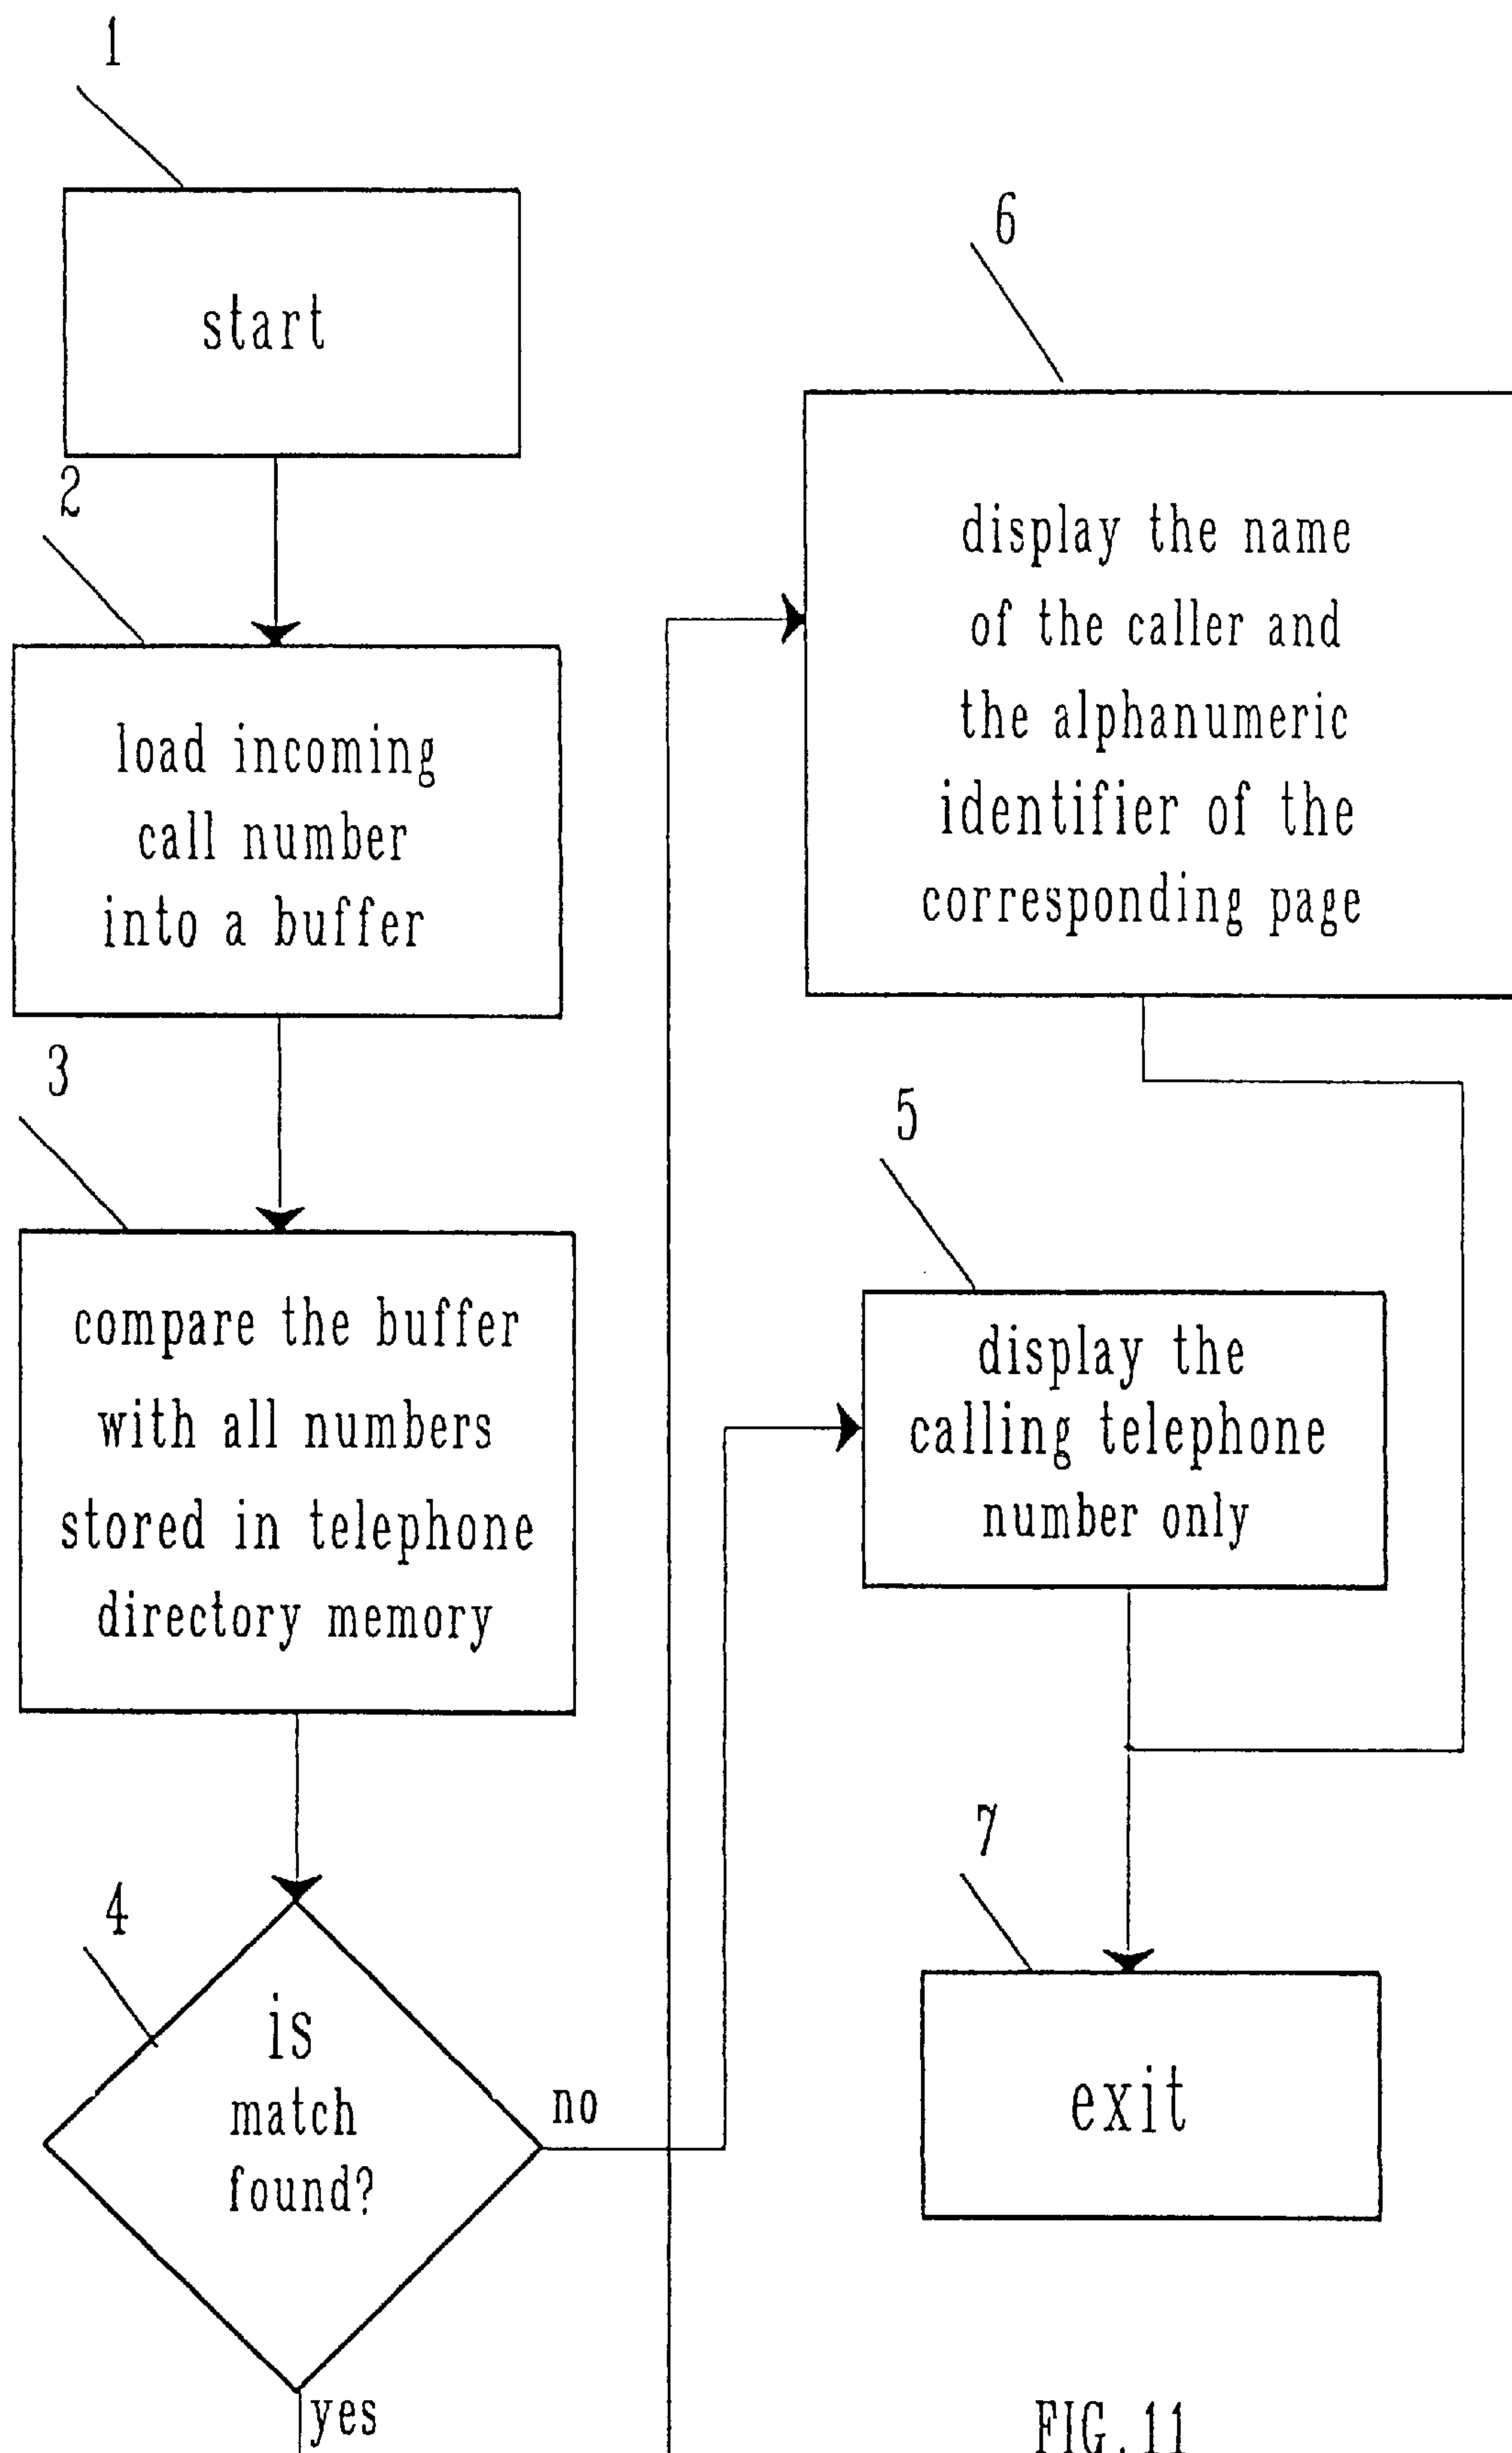 1
start
2
load incoming
call number
into a buffer
3
compare the buffer
with all numbers
stored in telephone
directory memory
4
is
match
found?
no
yes
6
display the name
of the caller and
the alphanumeric
identifier of the
corresponding page
5
display the
calling telephone
number only
7
exit
FIG.11